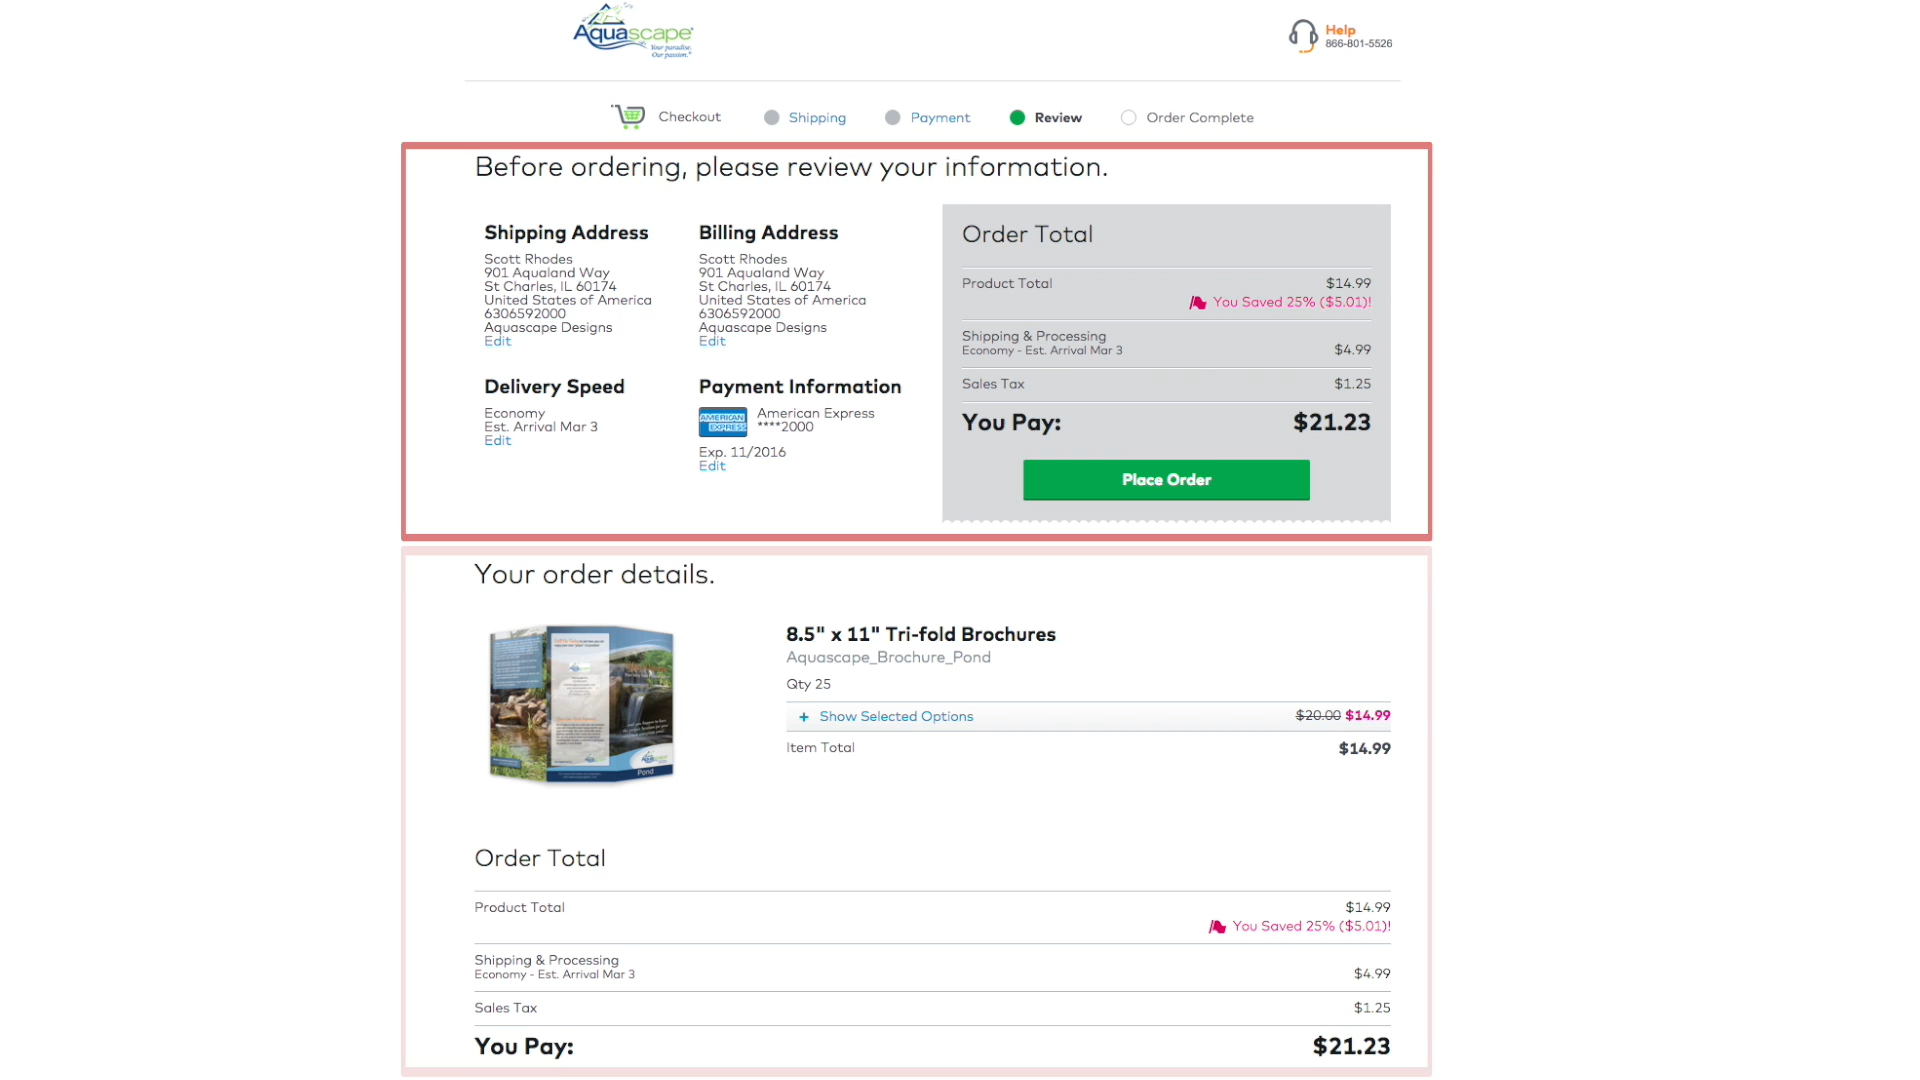 Aquascape
Your paradise.
Our passion.
Help
866-801-5526
Checkout
Shipping
Payment
Review
Order Complete
Before ordering, please review your information.
Shipping Address
Scott Rhodes
901 Aqualand Way
St Charles, IL 60174
United States of America
6306592000
Aquascape Designs
Edit
Billing Address
Scott Rhodes
901 Aqualand Way
St Charles, IL 60174
United States of America
6306592000
Aquascape Designs
Edit
Delivery Speed
Economy
Est. Arrival Mar 3
Edit
Payment Information
AMERICAN
EXPRESS
American Express
****2000
Exp. 11/2016
Edit
Order Total
Product Total $14.99
You Saved 25% ($5.01)!
Shipping & Processing
Economy - Est. Arrival Mar 3 $4.99
Sales Tax $1.25
You Pay: $21.23
Place Order
Your order details.
Pond
8.5" x 11" Tri-fold Brochures
Aquascape_Brochure_Pond
Qty 25
+ Show Selected Options $20.00 $14.99
Item Total $14.99
Order Total
Product Total $14.99
You Saved 25% ($5.01)!
Shipping & Processing
Economy - Est. Arrival Mar 3 $4.99
Sales Tax $1.25
You Pay: $21.23